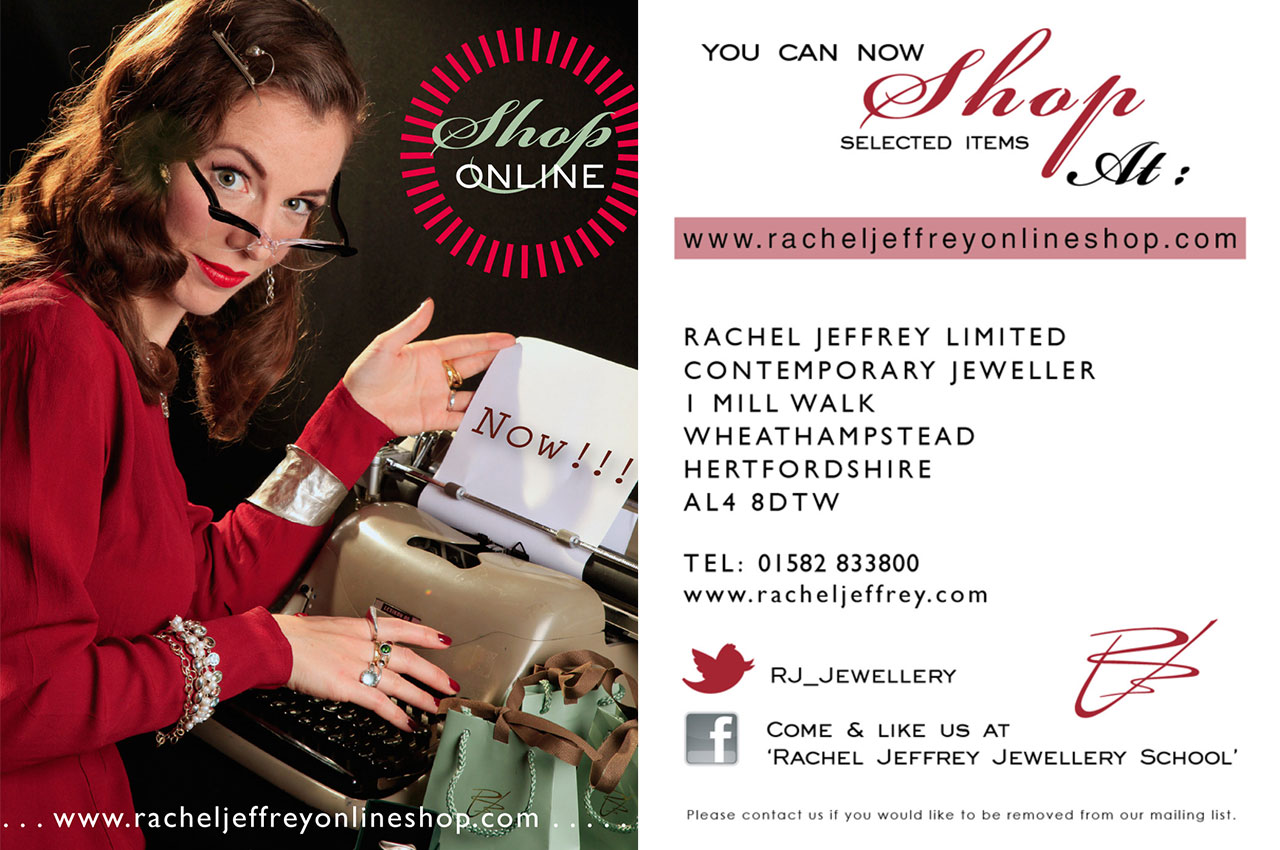 Shop
ONLINE
Now!!!
. . . www.racheljeffreyonlineshop.com . . . . .
YOU CAN NOW Shop
SELECTED ITEMS
At :
www.racheljeffreyonlineshop.com
RACHEL JEFFREY LIMITED
CONTEMPORARY JEWELLER
1 MILL WALK
WHEATHAMPSTEAD
HERTFORDSHIRE
AL4 8DTW
TEL: 01582 833800
www.racheljeffrey.com
RJ_JEWELLERY
COME & LIKE US AT
‘RACHEL JEFFREY JEWELLERY SCHOOL’
Please contact us if you would like to be removed from our mailing list.